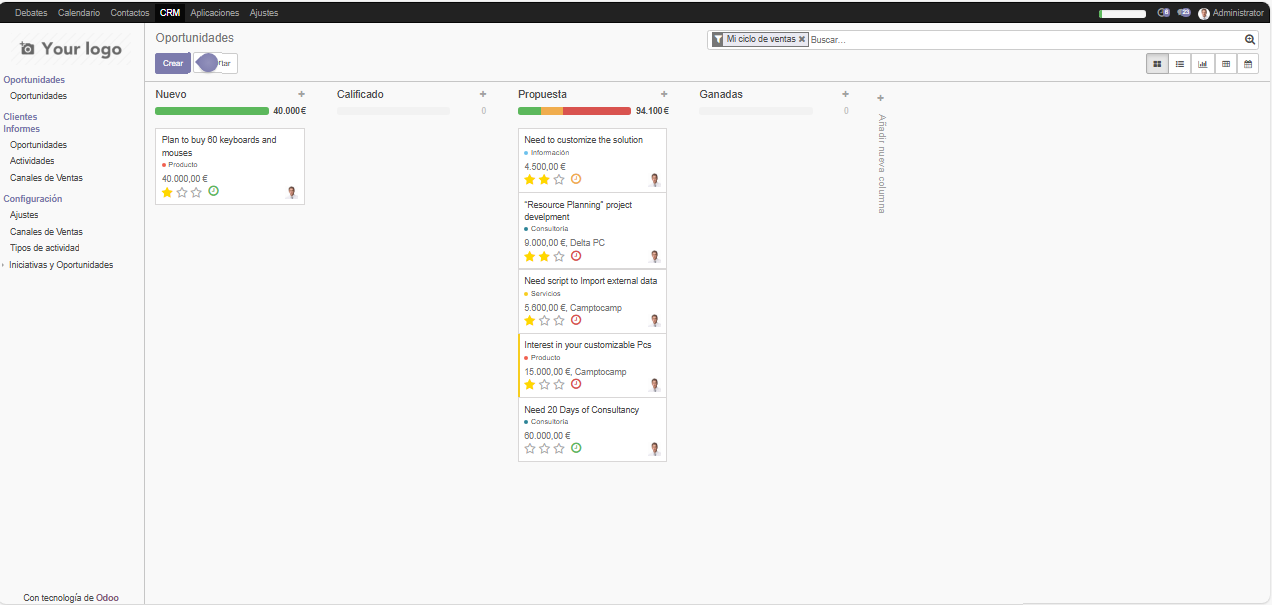 Debates Calendario Contactos CRM Aplicaciones Ajustes 6 23 Administrator
Your logo
Oportunidades
Oportunidades
Clientes
Informes
Oportunidades
Actividades
Canales de Ventas
Configuración
Ajustes
Canales de Ventas
Tipos de actividad
Iniciativas y Oportunidades
Con tecnología de Odoo
Oportunidades
Mi ciclo de ventas Buscar...
Crear
Nuevo
40.000 €
Plan to buy 60 keyboards and
mouses
Producto
40.000,00 €
Calificado
0
Propuesta
94.100 €
Need to customize the solution
Información
4.500,00 €
"Resource Planning" project
develpment
Consultoria
9.000,00 €, Delta PC
Need script to Import external data
Servicios
5.600,00 €, Camptocamp
Interest in your customizable Pcs
Producto
15.000,00 €, Camptocamp
Need 20 Days of Consultancy
Consultoria
60.000,00 €
Ganadas
0
Añadir nueva columna